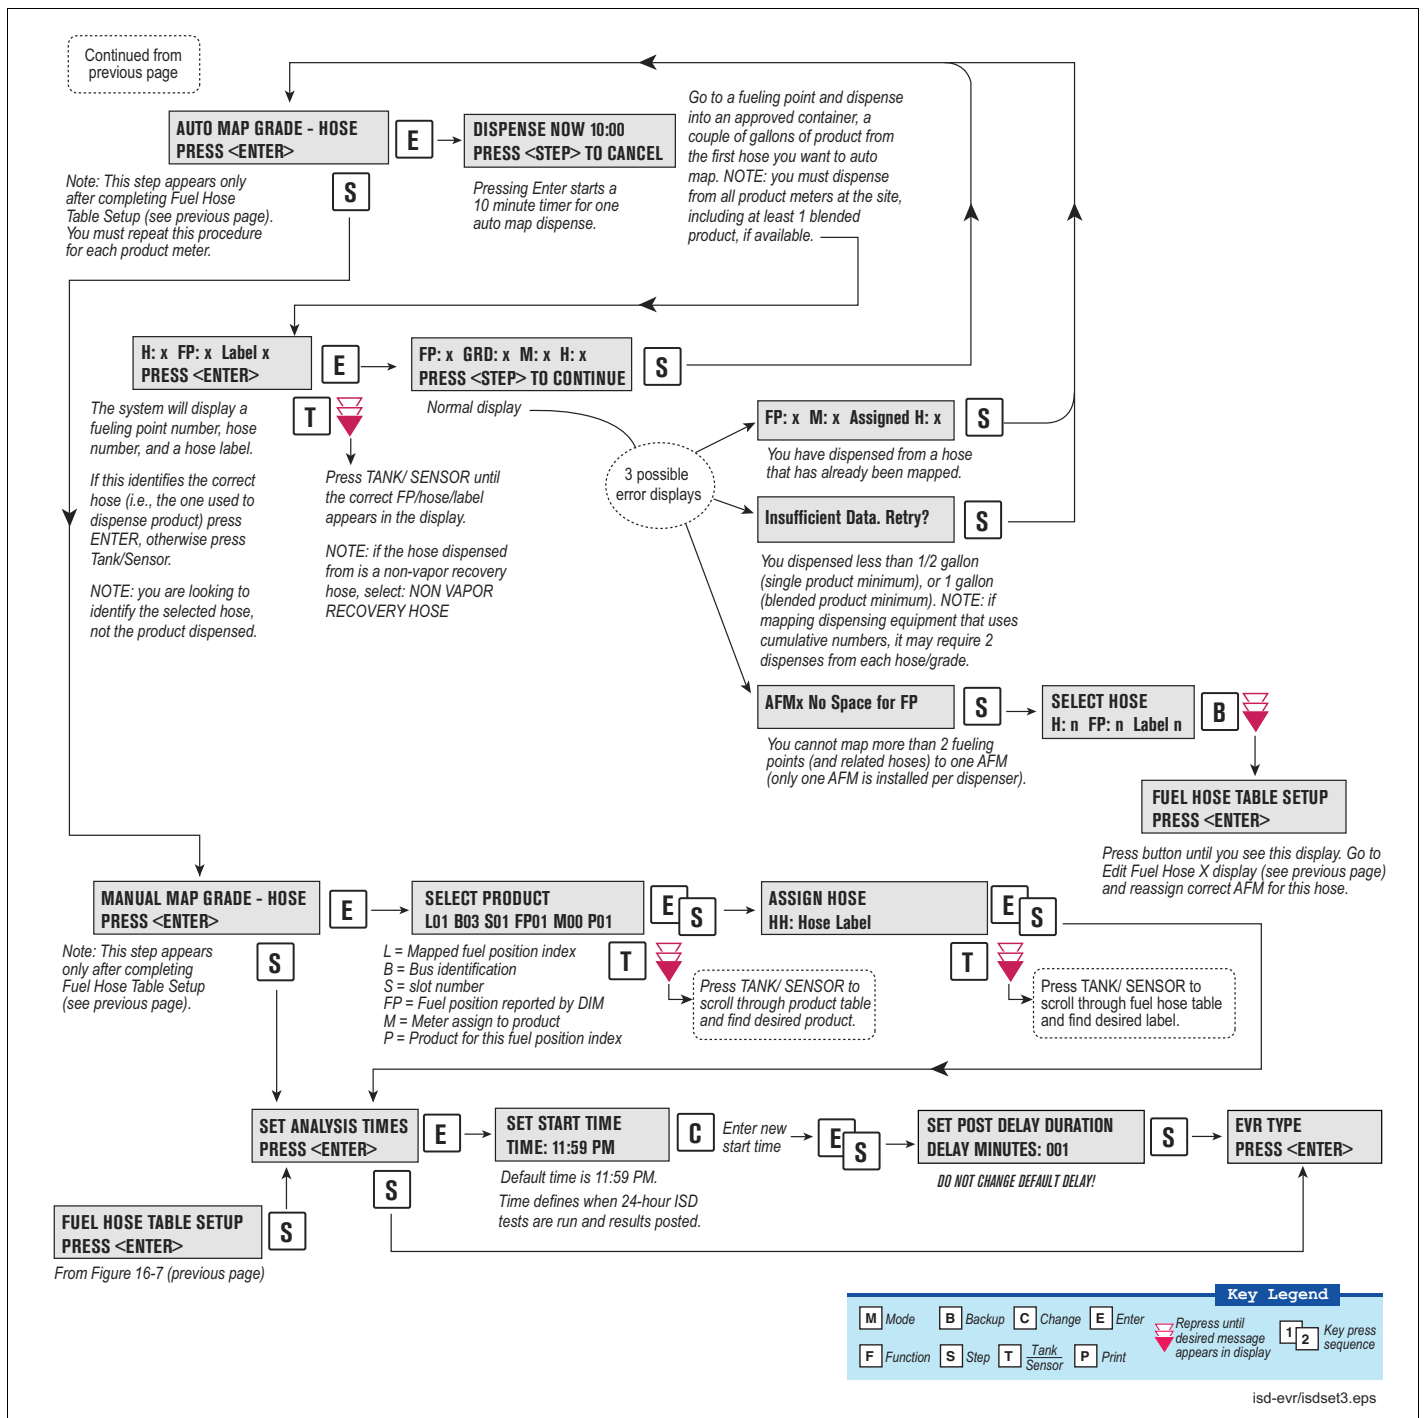 Continued from
previous page
AUTO MAP GRADE - HOSE
PRESS <ENTER>
E
DISPENSE NOW 10:00
PRESS <STEP> TO CANCEL
Go to a fueling point and dispense
into an approved container, a
couple of gallons of product from
the first hose you want to auto
map. NOTE: you must dispense
from all product meters at the site,
including at least 1 blended
product, if available.
Note: This step appears only
after completing Fuel Hose
Table Setup (see previous page).
You must repeat this procedure
for each product meter.
S
Pressing Enter starts a
10 minute timer for one
auto map dispense.
H: x FP: x Label x
PRESS <ENTER>
E
FP: x GRD: x M: x H: x
PRESS <STEP> TO CONTINUE
S
The system will display a
fueling point number, hose
number, and a hose label.
If this identifies the correct
hose (i.e., the one used to
dispense product) press
ENTER, otherwise press
Tank/Sensor.
NOTE: you are looking to
identify the selected hose,
not the product dispensed.
T
Press TANK/ SENSOR until
the correct FP/hose/label
appears in the display.
NOTE: if the hose dispensed
from is a non-vapor recovery
hose, select: NON VAPOR
RECOVERY HOSE
Normal display
3 possible
error displays
FP: x M: x Assigned H: x
S
You have dispensed from a hose
that has already been mapped.
Insufficient Data. Retry?
S
You dispensed less than 1/2 gallon
(single product minimum), or 1 gallon
(blended product minimum). NOTE: if
mapping dispensing equipment that uses
cumulative numbers, it may require 2
dispenses from each hose/grade.
AFMx No Space for FP
S
You cannot map more than 2 fueling
points (and related hoses) to one AFM
(only one AFM is installed per dispenser).
SELECT HOSE
H: n FP: n Label n
B
FUEL HOSE TABLE SETUP
PRESS <ENTER>
Press button until you see this display. Go to
Edit Fuel Hose X display (see previous page)
and reassign correct AFM for this hose.
MANUAL MAP GRADE - HOSE
PRESS <ENTER>
E
SELECT PRODUCT
L01 B03 S01 FP01 M00 P01
E
S
ASSIGN HOSE
HH: Hose Label
E
S
Note: This step appears
only after completing
Fuel Hose Table Setup
(see previous page).
S
L = Mapped fuel position index
B = Bus identification
S = slot number
FP = Fuel position reported by DIM
M = Meter assign to product
P = Product for this fuel position index
T
Press TANK/ SENSOR to
scroll through product table
and find desired product.
T
Press TANK/ SENSOR to
scroll through fuel hose table
and find desired label.
SET ANALYSIS TIMES
PRESS <ENTER>
E
SET START TIME
TIME: 11:59 PM
C
Enter new
start time
E
S
SET POST DELAY DURATION
DELAY MINUTES: 001
S
EVR TYPE
PRESS <ENTER>
S
Default time is 11:59 PM.
Time defines when 24-hour ISD
tests are run and results posted.
DO NOT CHANGE DEFAULT DELAY!
FUEL HOSE TABLE SETUP
PRESS <ENTER>
S
From Figure 16-7 (previous page)
Key Legend
M Mode
B Backup
C Change
E Enter
Repress until
desired message
appears in display
1
2
Key press
sequence
F Function
S Step
T Tank
Sensor
P Print
isd-evr/isdset3.eps